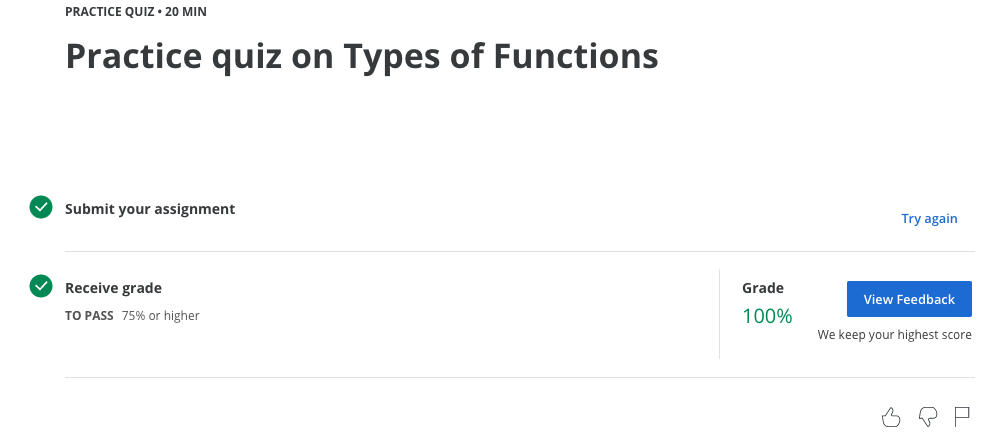 PRACTICE QUIZ • 20 MIN
Practice quiz on Types of Functions
Submit your assignment
Try again
Receive grade
TO PASS 75% or higher
Grade
100%
View Feedback
We keep your highest score